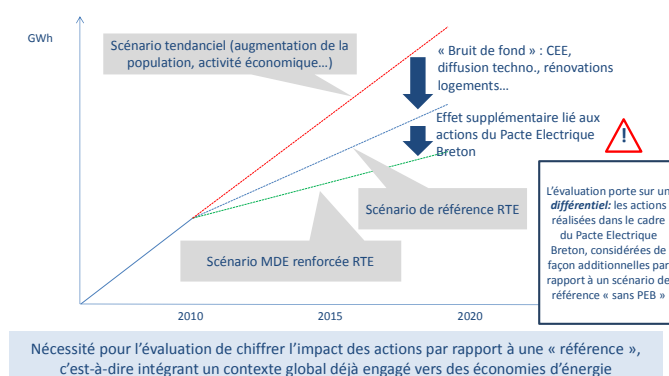 GWh
Scénario tendanciel (augmentation de la
population, activité économique…)
« Bruit de fond » : CEE,
diffusion techno., rénovations
logements…
Effet supplémentaire lié aux
actions du Pacte Electrique
Breton
!
L'évaluation porte sur un
différentiel: les actions
réalisées dans le cadre
du Pacte Electrique
Breton, considérées de
façon additionnelles par
rapport à un scénario de
référence « sans PEB »
Scénario de référence RTE
Scénario MDE renforcée RTE
2010
2015
2020
Nécessité pour l'évaluation de chiffrer l'impact des actions par rapport à une « référence »,
c'est-à-dire intégrant un contexte global déjà engagé vers des économies d'énergie